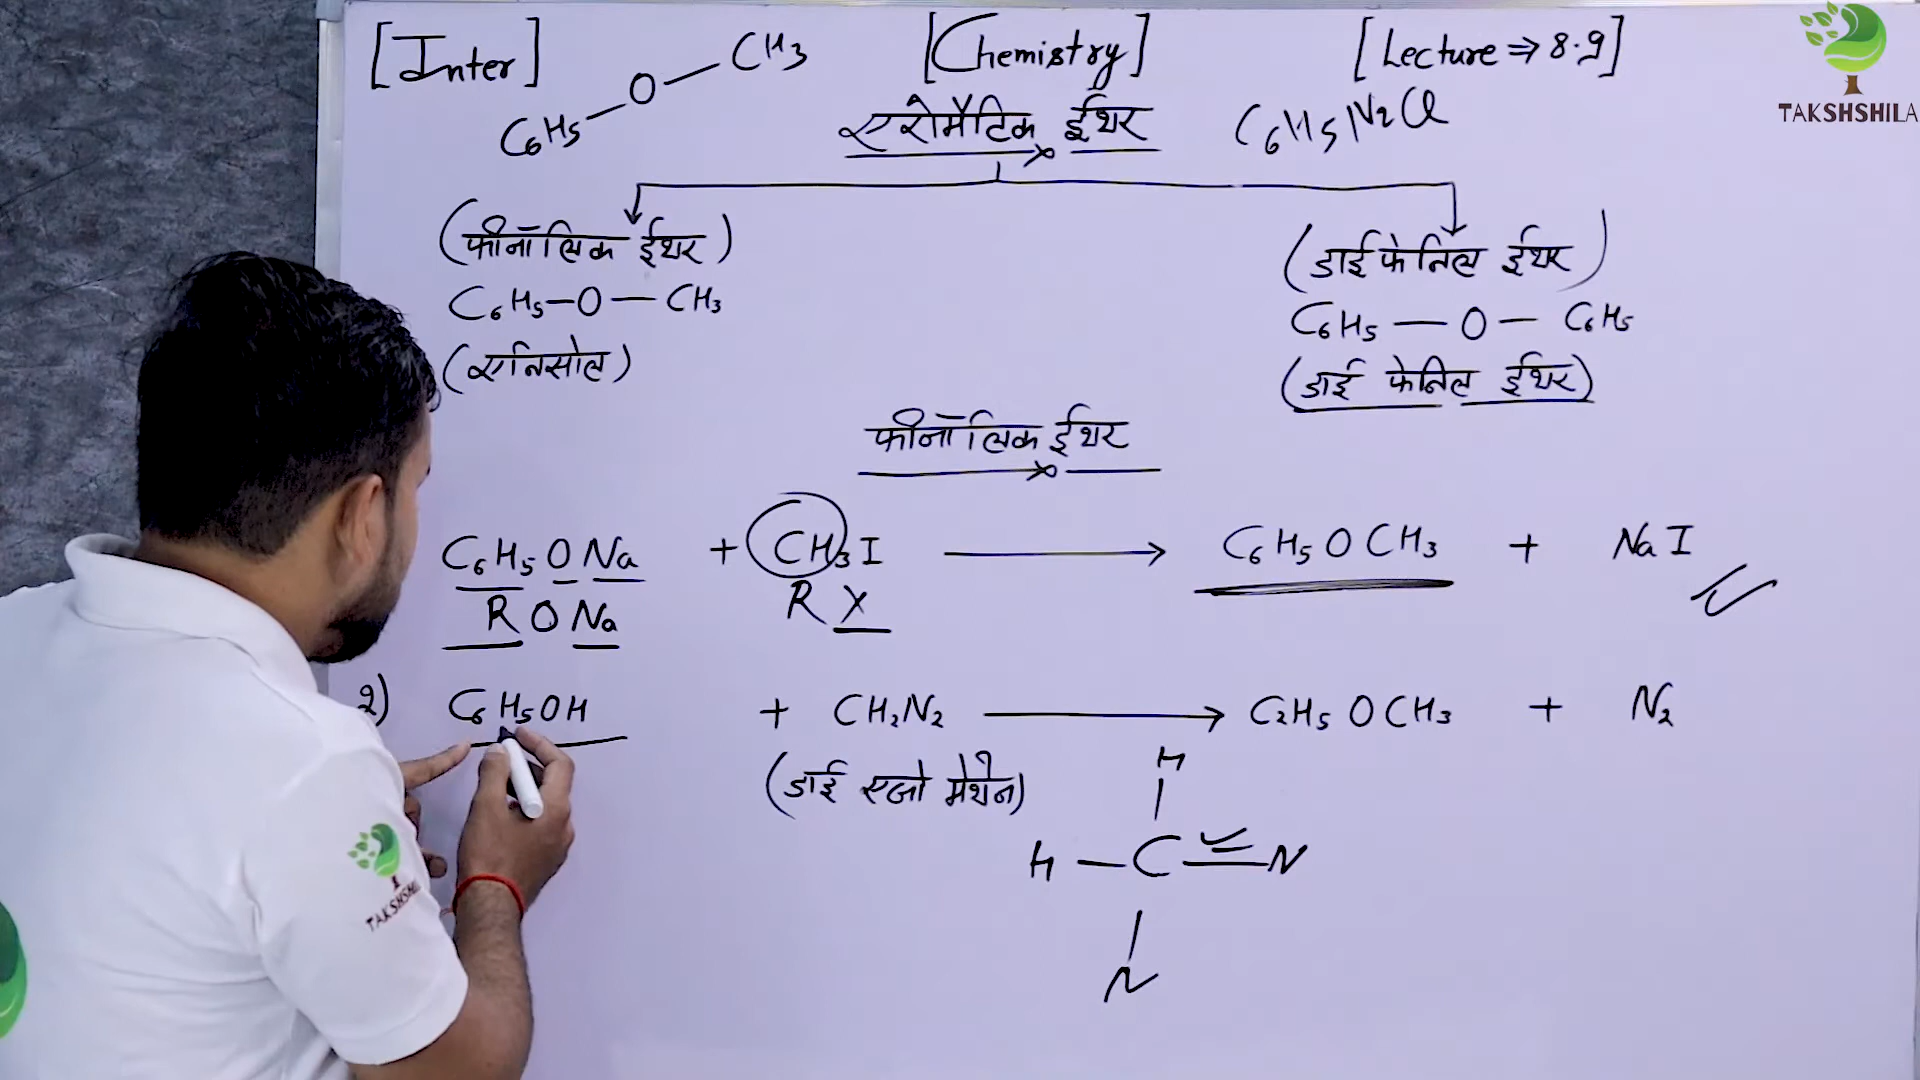 [Inter] [Chemistry] [Lecture ⇒ 8.9]
C6H5—O—CH3
TAKSHSHILA
एरोमैटिक ईथर
C6H5N2Cl
(फीनॉलिक ईथर)
(डाईफेनिल ईथर)
C6H5—O—CH3
C6H5—O—C6H5
(एनिसोल)
(डाई फेनिल ईथर)
फीनॉलिक ईथर
C6H5ONa + CH3I ⟶ C6H5OCH3 + NaI
RONa RX
2) C6H5OH + CH2N2 ⟶ C2H5OCH3 + N2
(डाई एजो मेथेन)
H
|
H—C=N
|
N
TAKSHSHIL